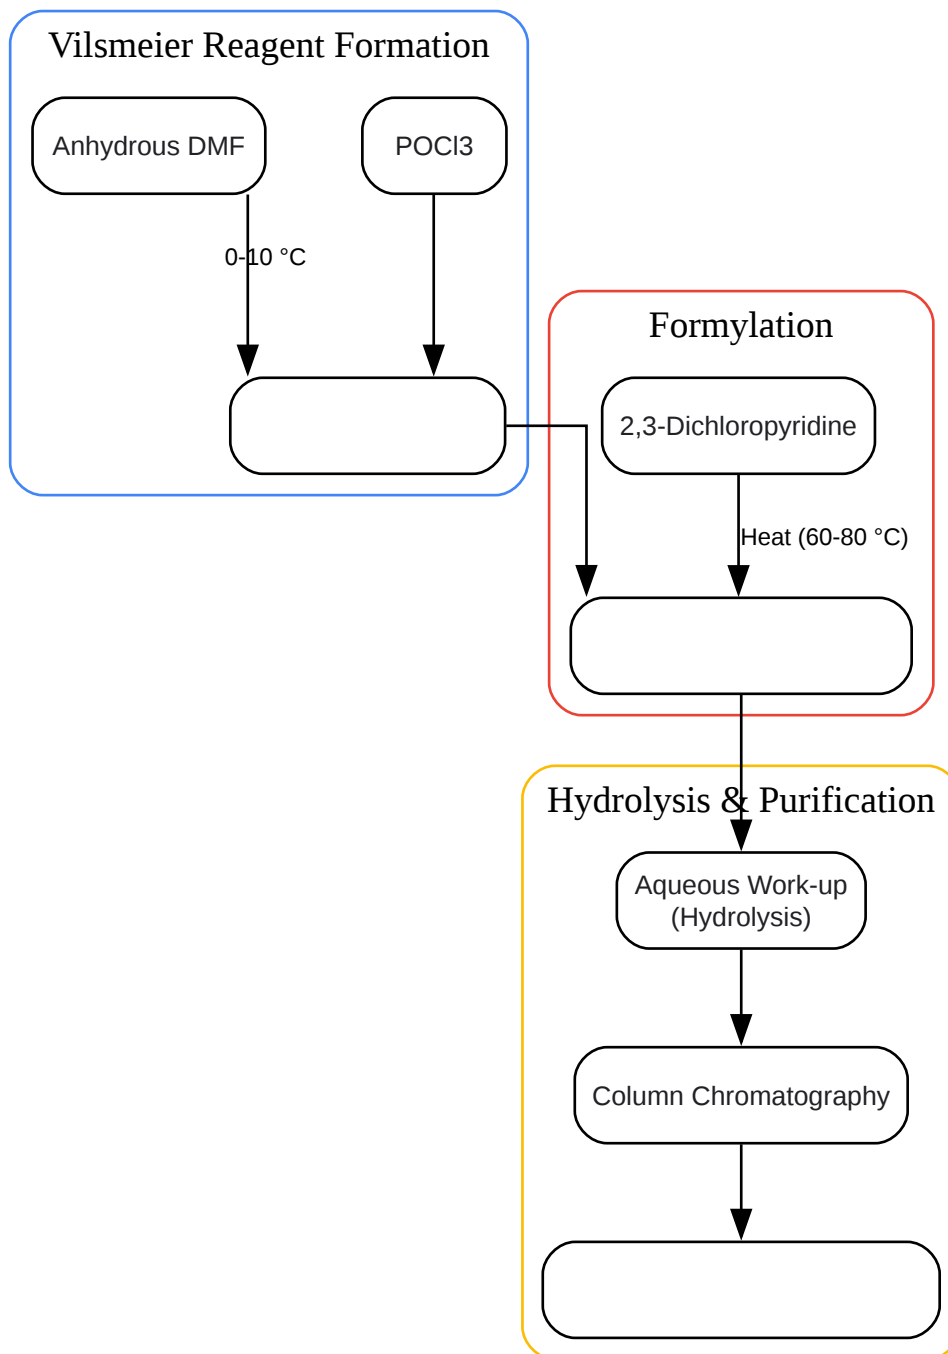 Vilsmeier Reagent Formation
Anhydrous DMF
POCl3
0-10 °C
Formylation
2,3-Dichloropyridine
Heat (60-80 °C)
Hydrolysis & Purification
Aqueous Work-up
(Hydrolysis)
Column Chromatography